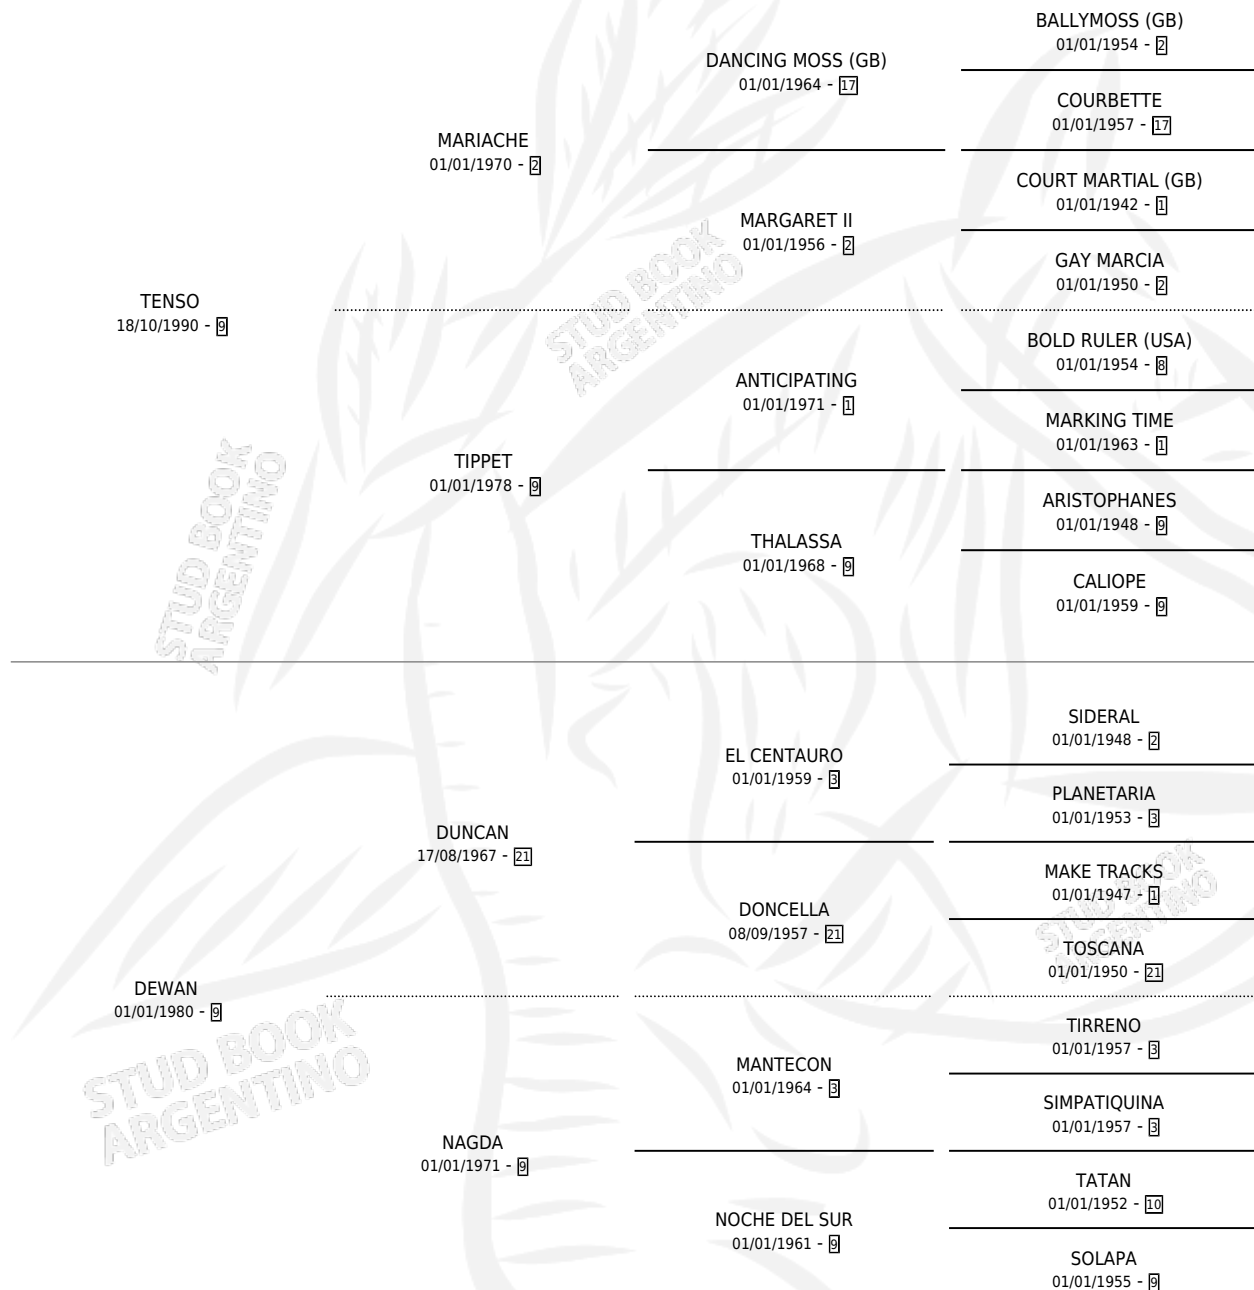 BALLYMOSS (GB)
01/01/1954 - 2
DANCING MOSS (GB)
01/01/1964 - 17
COURBETTE
01/01/1957 - 17
MARIACHE
01/01/1970 - 2
COURT MARTIAL (GB)
01/01/1942 - 1
MARGARET II
01/01/1956 - 2
GAY MARCIA
01/01/1950 - 2
TENSO
18/10/1990 - 9
BOLD RULER (USA)
01/01/1954 - 8
ANTICIPATING
01/01/1971 - 1
MARKING TIME
01/01/1963 - 1
TIPPET
01/01/1978 - 9
ARISTOPHANES
01/01/1948 - 9
THALASSA
01/01/1968 - 9
CALIOPE
01/01/1959 - 9
SIDERAL
01/01/1948 - 2
EL CENTAURO
01/01/1959 - 3
PLANETARIA
01/01/1953 - 3
DUNCAN
17/08/1967 - 21
MAKE TRACKS
01/01/1947 - 1
DONCELLA
08/09/1957 - 21
TOSCANA
01/01/1950 - 21
DEWAN
01/01/1980 - 9
TIRRENO
01/01/1957 - 3
MANTECON
01/01/1964 - 3
SIMPATIQUINA
01/01/1957 - 3
NAGDA
01/01/1971 - 9
TATAN
01/01/1952 - 10
NOCHE DEL SUR
01/01/1961 - 9
SOLAPA
01/01/1955 - 9
STUD BOOK
ARGENTINO
STUD BOOK
ARGENTINO
STUD BOOK
ARGENTINO
STUD BOOK
ARGENTINO